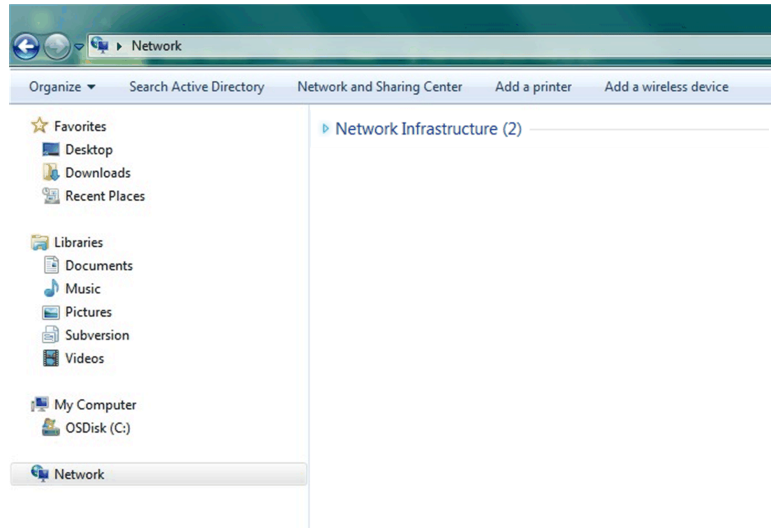 Network
Organize Search Active Directory Network and Sharing Center Add a printer Add a wireless device
Favorites
Desktop
Downloads
Recent Places
Libraries
Documents
Music
Pictures
Subversion
Videos
My Computer
OSDisk (C:)
Network
Network Infrastructure (2)